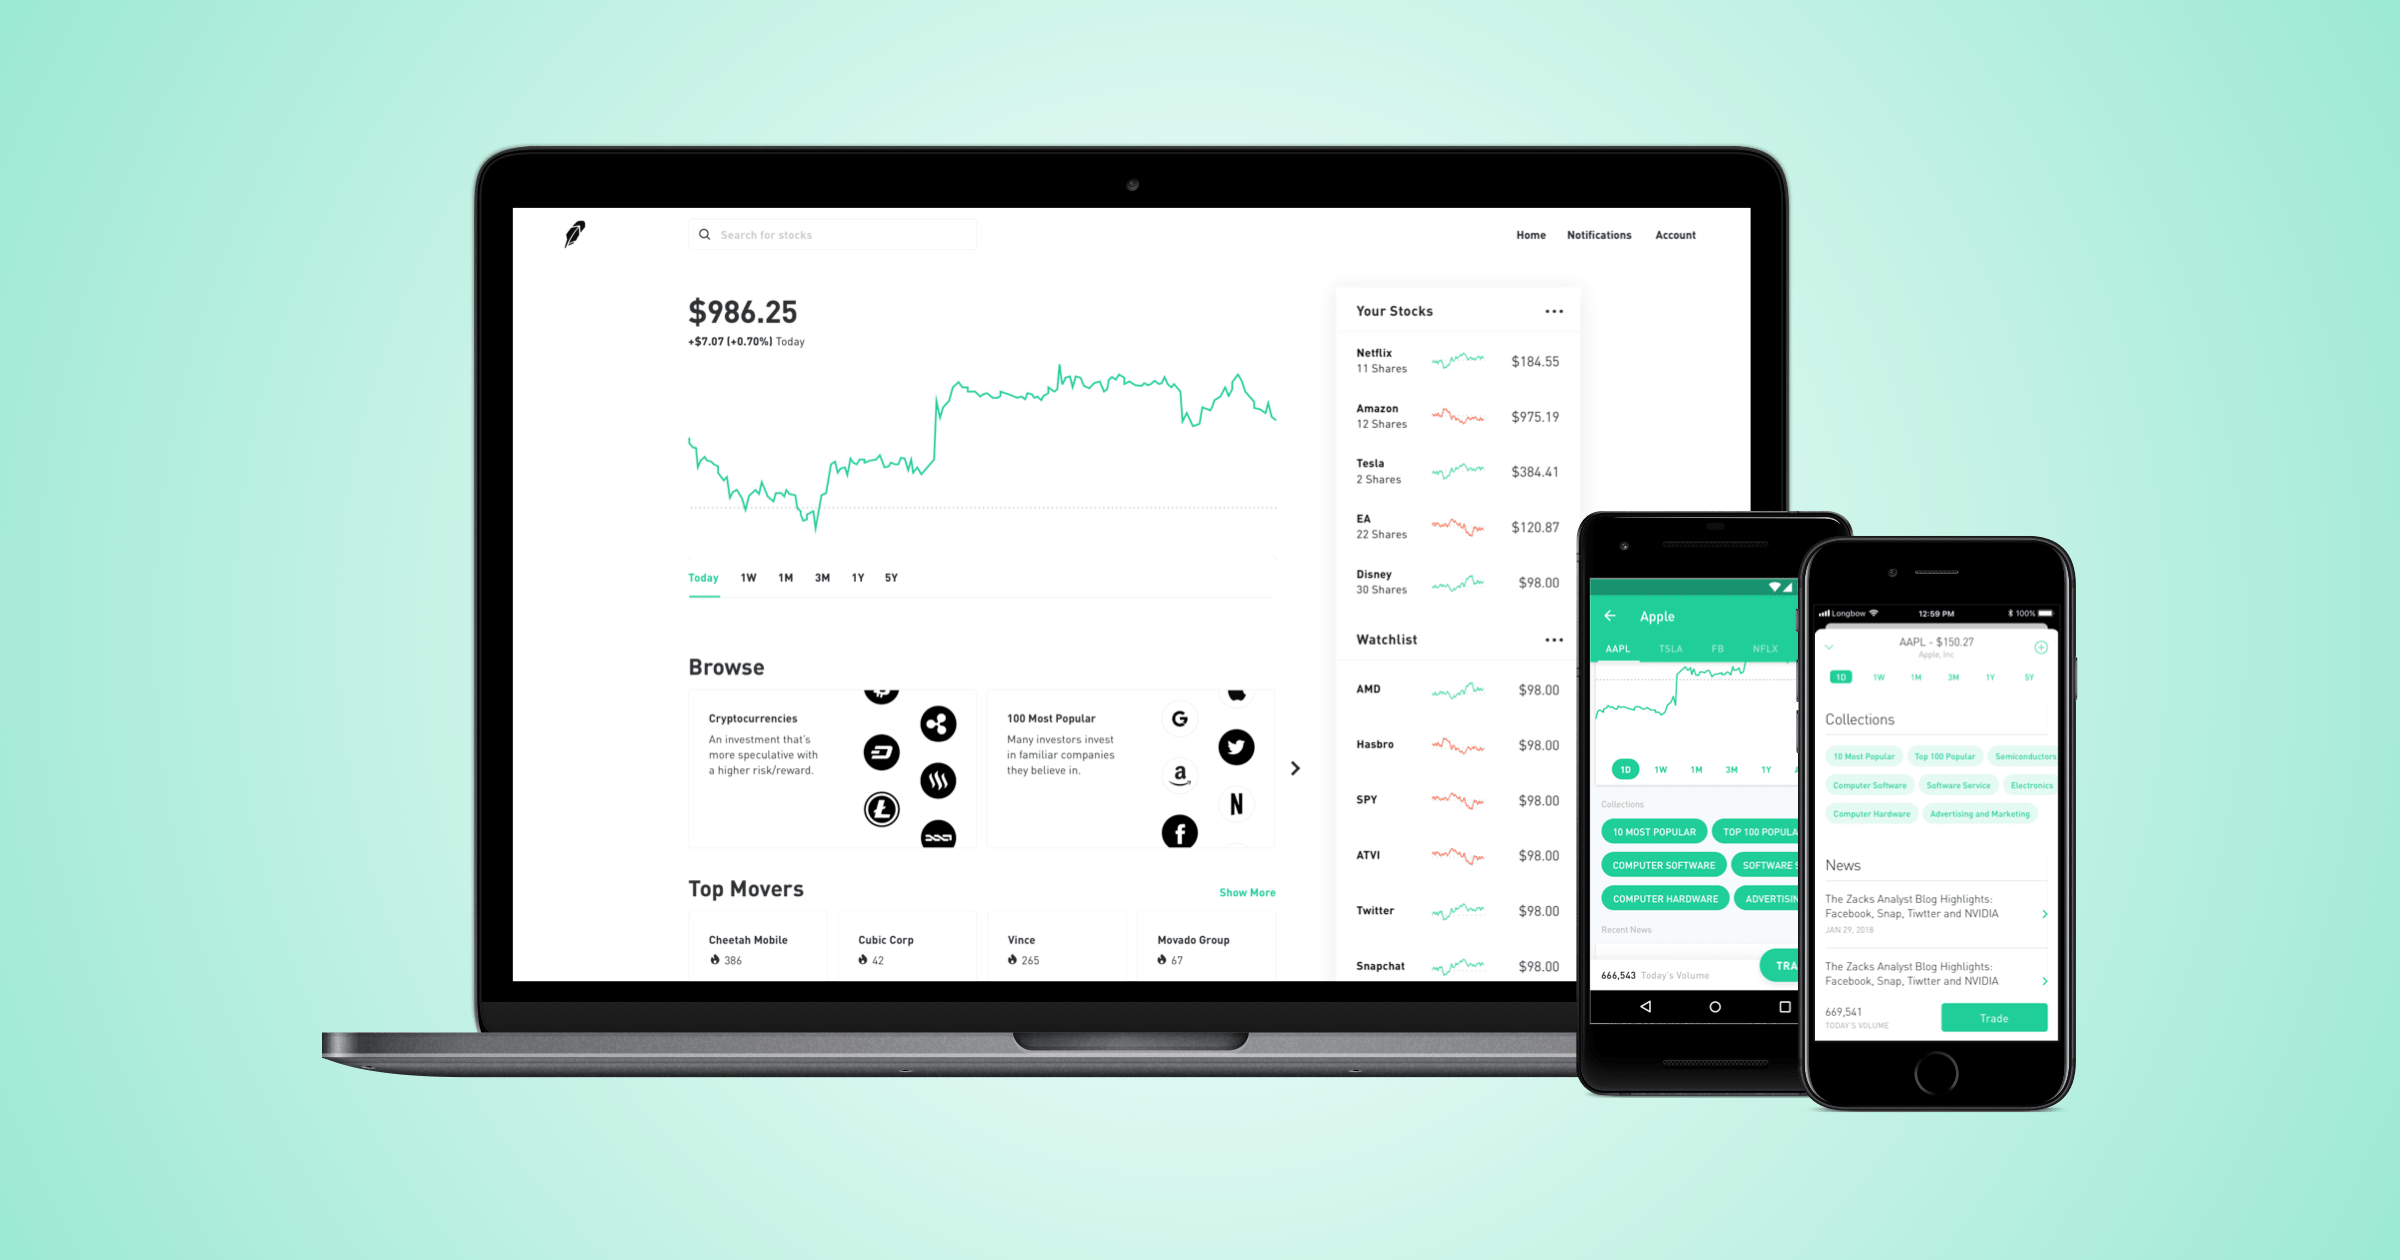 Search for stocks
Home Notifications Account
$986.25
+$7.07 (+0.70%) Today
Today 1W 1M 3M 1Y 5Y
Browse
Cryptocurrencies
An investment that's
more speculative with
a higher risk/reward.
100 Most Popular
Many investors invest
in familiar companies
they believe in.
G
a
N
f
Top Movers
Show More
Cheetah Mobile
386
Cubic Corp
42
Vince
265
Movado Group
67
Your Stocks
Netflix
11 Shares
$184.55
Amazon
12 Shares
$975.19
Tesla
2 Shares
$384.41
EA
22 Shares
$120.87
Disney
30 Shares
$98.00
Watchlist
AMD $98.00
Hasbro $98.00
SPY $98.00
ATVI $98.00
Twitter $98.00
Snapchat $98.00
Apple
AAPL TSLA FB NFLX
1D 1W 1M 3M 1Y
Collections
10 MOST POPULAR TOP 100 POPULA
COMPUTER SOFTWARE SOFTWARE S
COMPUTER HARDWARE ADVERTISIN
Recent News
666,543 Today's Volume
TRA
Longbow 12:59 PM 100%
AAPL - $150.27
Apple, Inc
1D 1W 1M 3M 1Y 5Y
Collections
10 Most Popular Top 100 Popular Semiconductors
Computer Software Software Service Electronics
Computer Hardware Advertising and Marketing
News
The Zacks Analyst Blog Highlights:
Facebook, Snap, Tiwtter and NVIDIA
JAN 29, 2018
The Zacks Analyst Blog Highlights:
Facebook, Snap, Tiwtter and NVIDIA
669,541
TODAY'S VOLUME
Trade